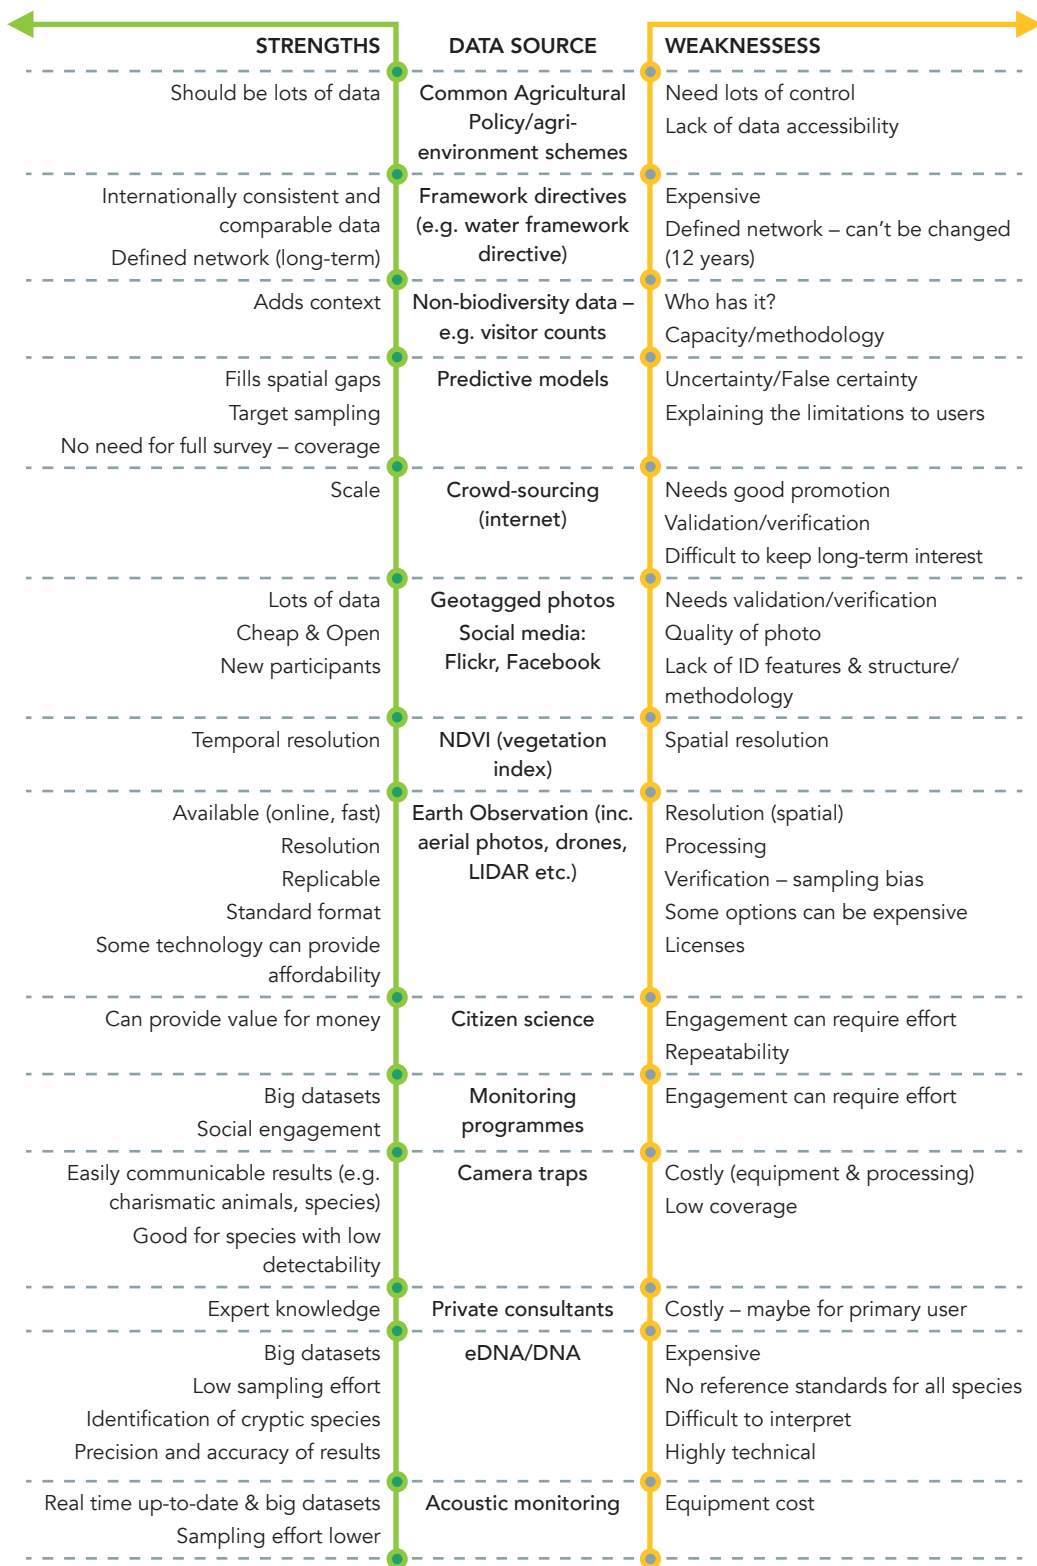 STRENGTHS
DATA SOURCE
WEAKNESSESS
Should be lots of data
Common Agricultural
Policy/agri-
environment schemes
Need lots of control
Lack of data accessibility
Internationally consistent and
comparable data
Defined network (long-term)
Framework directives
(e.g. water framework
directive)
Expensive
Defined network – can’t be changed
(12 years)
Adds context
Non-biodiversity data –
e.g. visitor counts
Who has it?
Capacity/methodology
Fills spatial gaps
Target sampling
No need for full survey – coverage
Predictive models
Uncertainty/False certainty
Explaining the limitations to users
Scale
Crowd-sourcing
(internet)
Needs good promotion
Validation/verification
Difficult to keep long-term interest
Lots of data
Cheap & Open
New participants
Geotagged photos
Social media:
Flickr, Facebook
Needs validation/verification
Quality of photo
Lack of ID features & structure/
methodology
Temporal resolution
NDVI (vegetation
index)
Spatial resolution
Available (online, fast)
Resolution
Replicable
Standard format
Some technology can provide
affordability
Earth Observation (inc.
aerial photos, drones,
LIDAR etc.)
Resolution (spatial)
Processing
Verification – sampling bias
Some options can be expensive
Licenses
Can provide value for money
Citizen science
Engagement can require effort
Repeatability
Big datasets
Social engagement
Monitoring
programmes
Engagement can require effort
Easily communicable results (e.g.
charismatic animals, species)
Good for species with low
detectability
Camera traps
Costly (equipment & processing)
Low coverage
Expert knowledge
Private consultants
Costly – maybe for primary user
Big datasets
Low sampling effort
Identification of cryptic species
Precision and accuracy of results
eDNA/DNA
Expensive
No reference standards for all species
Difficult to interpret
Highly technical
Real time up-to-date & big datasets
Sampling effort lower
Acoustic monitoring
Equipment cost